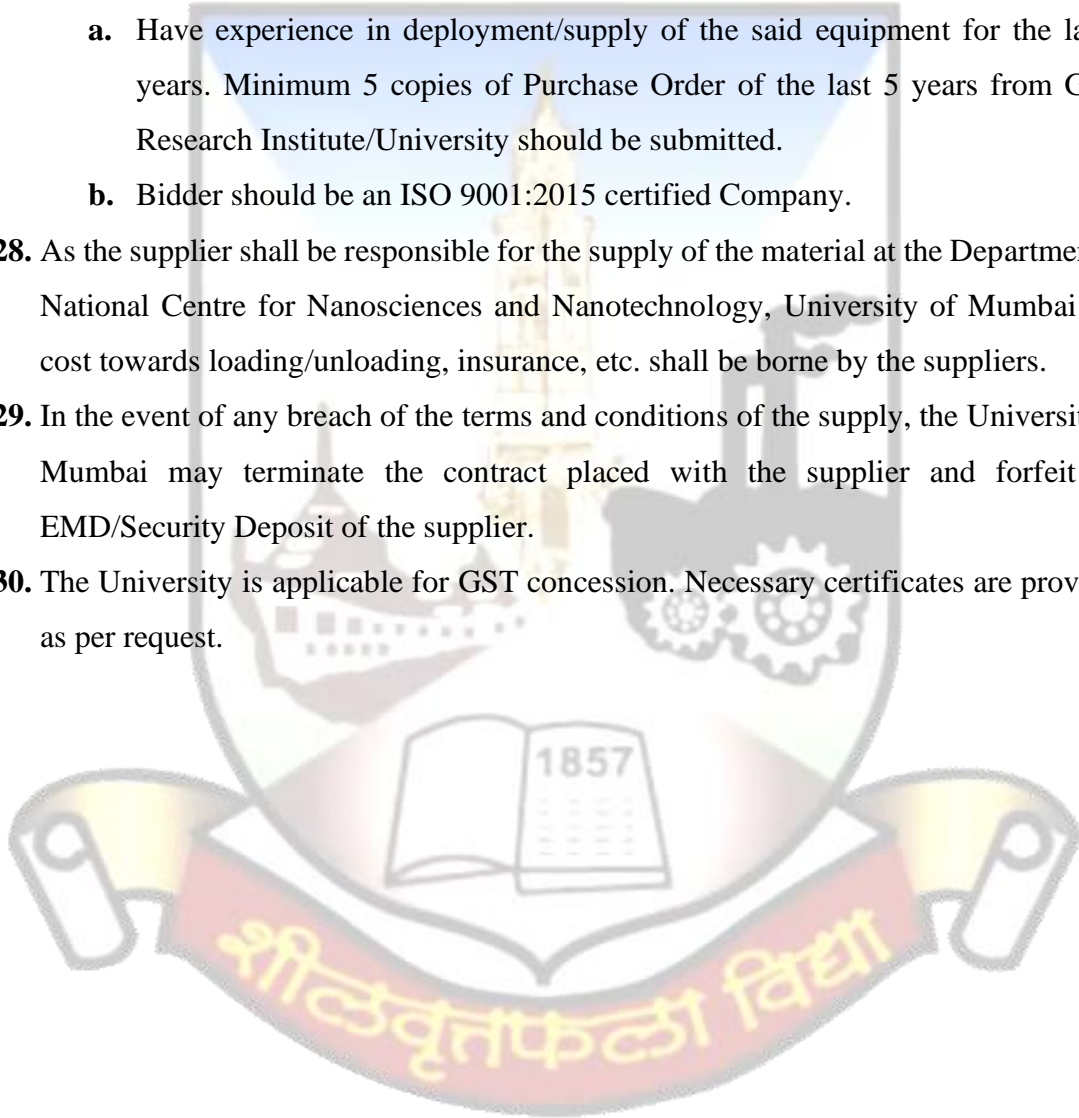 a. Have experience in deployment/supply of the said equipment for the
years. Minimum 5 copies of Purchase Order of the last 5 years from
Research Institute/University should be submitted.
b. Bidder should be an ISO 9001:2015 certified Company.
28. As the supplier shall be responsible for the supply of the material at the
National Centre for Nanosciences and Nanotechnology, University of Mumbai
cost towards loading/unloading, insurance, etc. shall be borne by the suppliers.
29. In the event of any breach of the terms and conditions of the supply, the
Mumbai may terminate the contract placed with the supplier and forfeit
EMD/Security Deposit of the supplier.
30. The University is applicable for GST concession. Necessary certificates are
as per request.
1857
शीलवृतफला विद्या